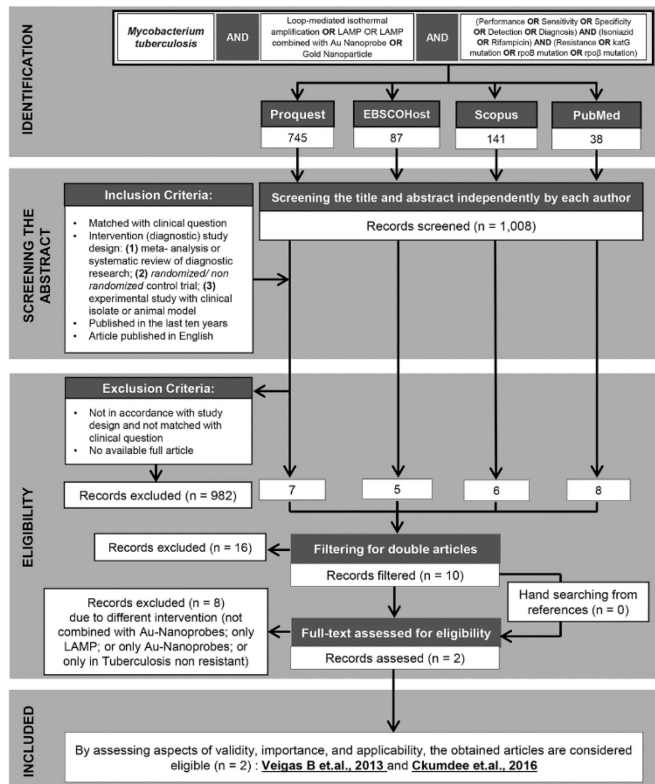 IDENTIFICATION
Mycobacterium tuberculosis
AND
Loop-mediated isothermal
amplification OR LAMP OR LAMP
combined with Au Nanoprobe OR
Gold Nanoparticle
AND
(Performance OR Sensitivity OR Specificity
OR Detection OR Diagnosis) AND (Isoniazid
OR Rifampicin) AND (Resistance OR katG
mutation OR rpoB mutation OR rpoβ mutation)
Proquest
EBSCOHost
Scopus
PubMed
745
87
141
38
SCREENING THE
ABSTRACT
Inclusion Criteria:
• Matched with clinical question
• Intervention (diagnostic) study
design: (1) meta- analysis or
systematic review of diagnostic
research; (2) randomized/ non
randomized control trial; (3)
experimental study with clinical
isolate or animal model
• Published in the last ten years
• Article published in English
Screening the title and abstract independently by each author
Records screened (n = 1,008)
ELIGIBILITY
Exclusion Criteria:
• Not in accordance with study
design and not matched with
clinical question
• No available full article
Records excluded (n = 982)
7
5
6
8
Records excluded (n = 16)
Filtering for double articles
Records filtered (n = 10)
Hand searching from
references (n = 0)
Records excluded (n = 8)
due to different intervention (not
combined with Au-Nanoprobes; only
LAMP; or only Au-Nanoprobes; or
only in Tuberculosis non resistant)
Full-text assessed for eligibility
Records assesed (n = 2)
INCLUDED
By assessing aspects of validity, importance, and applicability, the obtained articles are considered
eligible (n = 2) : Veigas B et.al., 2013 and Ckumdee et.al., 2016